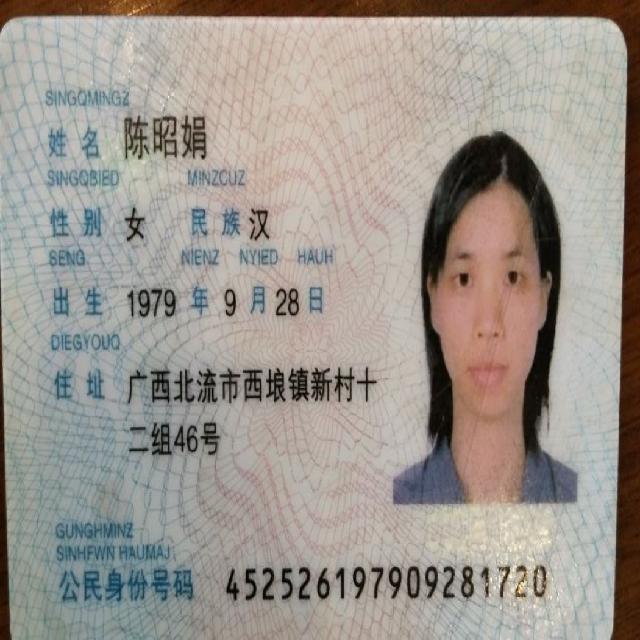 SINGQMINGZ
姓 名 陈昭娟
SINGQBIED MINZCUZ
性 别 女 民 族 汉
SENG NIENZ NYIED HAUH
出 生 1979 年 9 月 28 日
DIEGYOUQ
住 址 广西北流市西埌镇新村十
二组46号
GUNGHMINZ
SINHFWN HAUMAJ
公民身份号码 452526197909281720